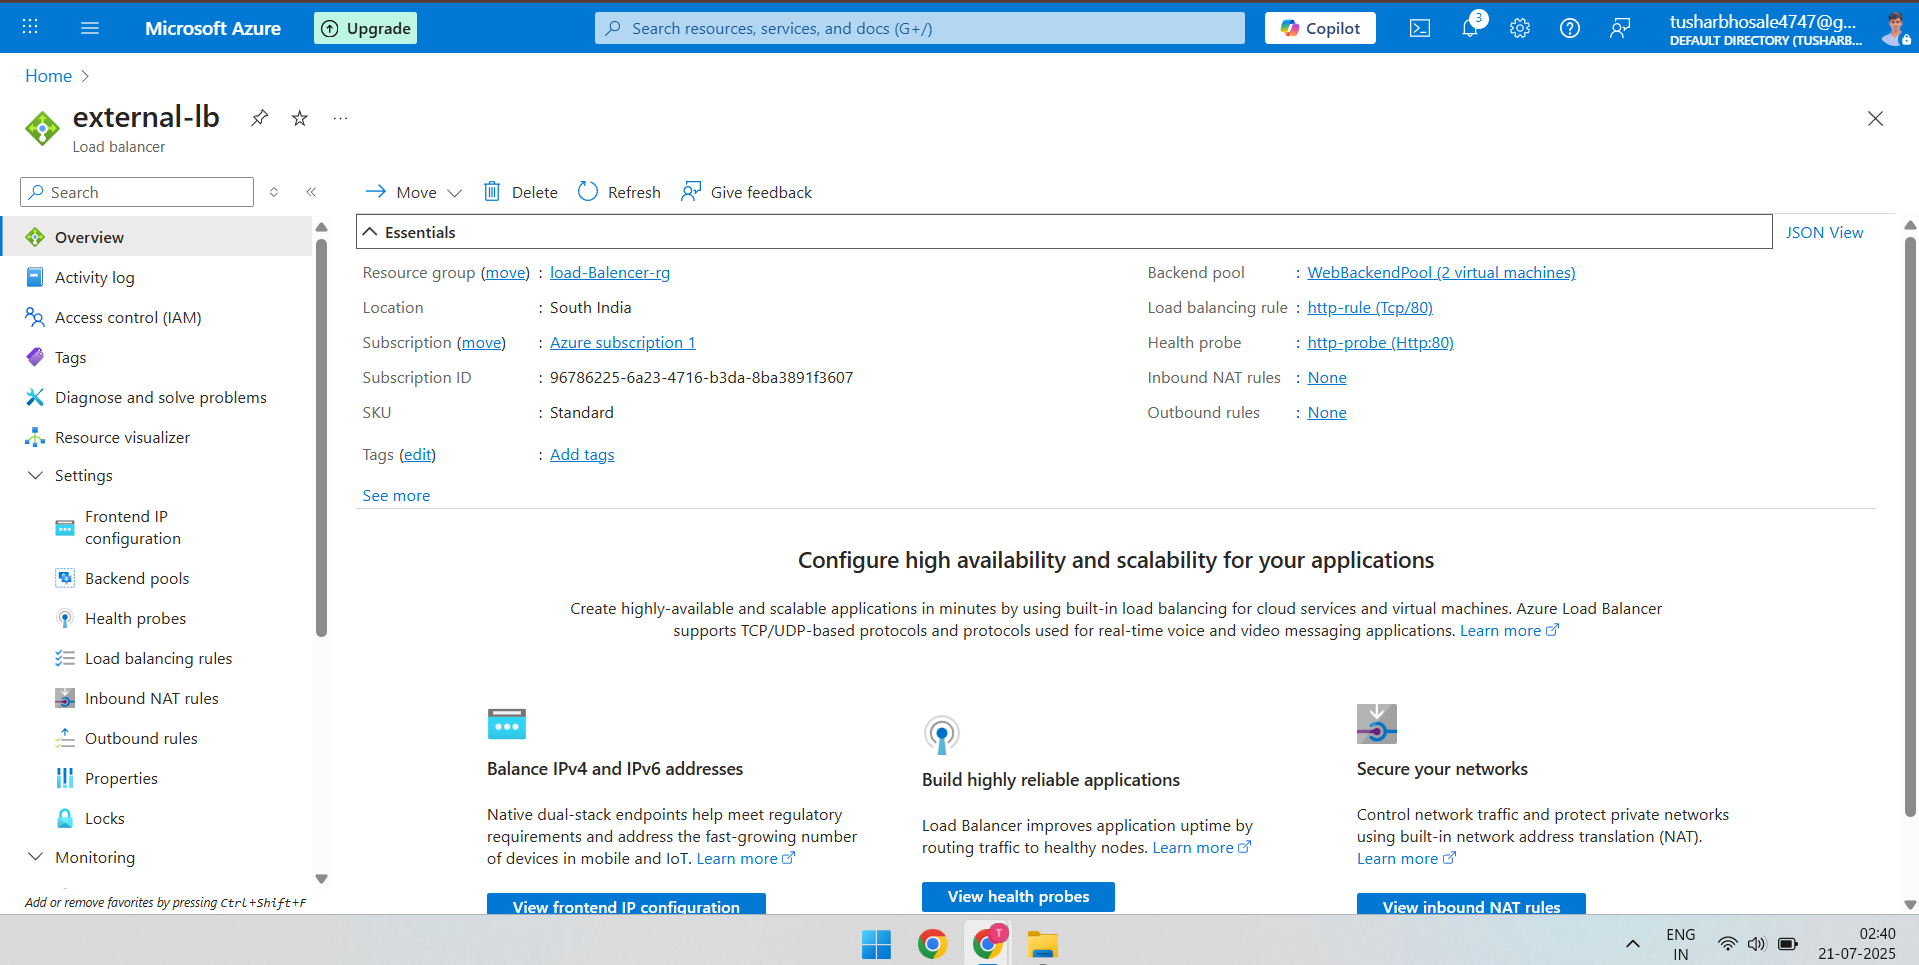 Microsoft Azure
Upgrade
Search resources, services, and docs (G+/)
Copilot
3
tusharbhosale4747@g...
DEFAULT DIRECTORY (TUSHARB...
Home
external-lb
...
Load balancer
Search
Move
Delete
Refresh
Give feedback
Overview
Activity log
Access control (IAM)
Tags
Diagnose and solve problems
Resource visualizer
Settings
Frontend IP
configuration
Backend pools
Health probes
Load balancing rules
Inbound NAT rules
Outbound rules
Properties
Locks
Monitoring
Add or remove favorites by pressing Ctrl+Shift+F
Essentials
JSON View
Resource group (move) : load-Balencer-rg
Location : South India
Subscription (move) : Azure subscription 1
Subscription ID : 96786225-6a23-4716-b3da-8ba3891f3607
SKU : Standard
Tags (edit) : Add tags
See more
Backend pool : WebBackendPool (2 virtual machines)
Load balancing rule : http-rule (Tcp/80)
Health probe : http-probe (Http:80)
Inbound NAT rules : None
Outbound rules : None
Configure high availability and scalability for your applications
Create highly-available and scalable applications in minutes by using built-in load balancing for cloud services and virtual machines. Azure Load Balancer
supports TCP/UDP-based protocols and protocols used for real-time voice and video messaging applications. Learn more
Balance IPv4 and IPv6 addresses
Native dual-stack endpoints help meet regulatory
requirements and address the fast-growing number
of devices in mobile and IoT. Learn more
View frontend IP configuration
Build highly reliable applications
Load Balancer improves application uptime by
routing traffic to healthy nodes. Learn more
View health probes
Secure your networks
Control network traffic and protect private networks
using built-in network address translation (NAT).
Learn more
View inbound NAT rules
T
ENG
IN
02:40
21-07-2025